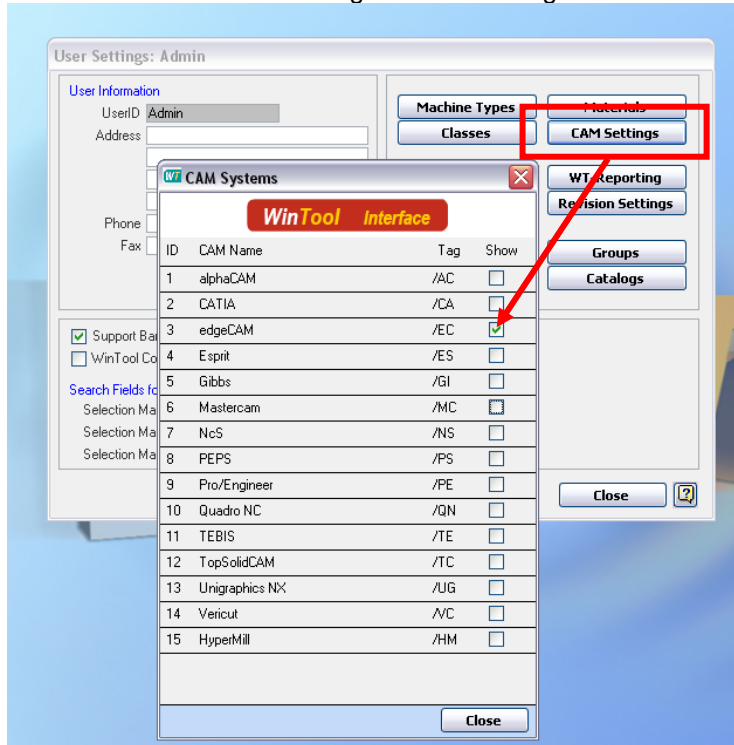 User Settings: Admin
User Information
UserID Admin
Address
Phone
Fax
Machine Types
Materials
Classes
CAM Settings
WT-Reporting
Revision Settings
Groups
Catalogs
Support Ba
WinTool Co
Search Fields fo
Selection Ma
Selection Ma
Selection Ma
Close
WT CAM Systems
WinTool Interface
ID CAM Name Tag Show
1 alphaCAM /AC
2 CATIA /CA
3 edgeCAM /EC
4 Esprit /ES
5 Gibbs /GI
6 Mastercam /MC
7 NcS /NS
8 PEPS /PS
9 Pro/Engineer /PE
10 Quadro NC /QN
11 TEBIS /TE
12 TopSolidCAM /TC
13 Unigraphics NX /UG
14 Vericut /VC
15 HyperMill /HM
Close